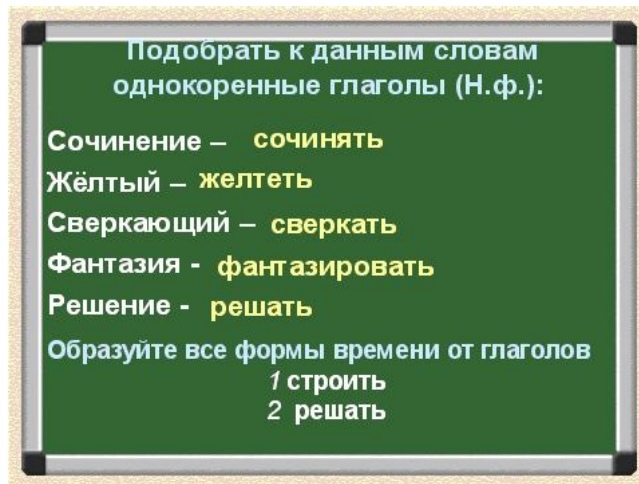 Подобрать к данным словам
однокоренные глаголы (Н.ф.):
Сочинение – сочинять
Жёлтый – желтеть
Сверкающий – сверкать
Фантазия - фантазировать
Решение - решать
Образуйте все формы времени от глаголов
1 строить
2 решать